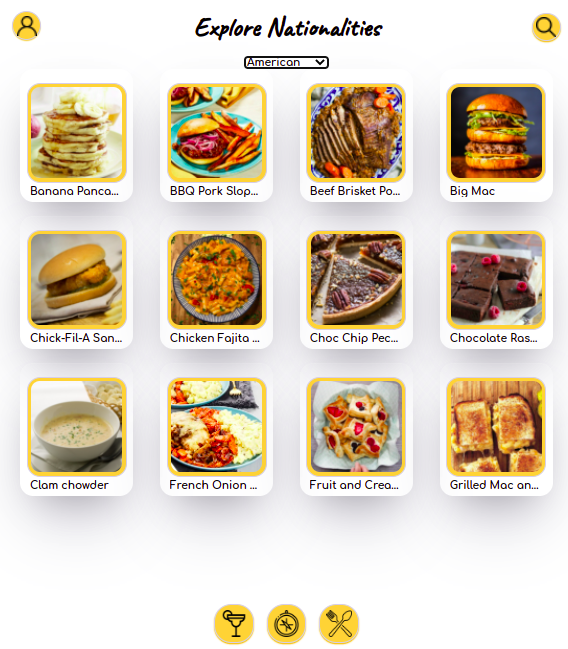 Explore Nationalities
American
Banana Panca...
BBQ Pork Slop...
Beef Brisket Po...
Big Mac
Chick-Fil-A San...
Chicken Fajita ...
Choc Chip Pec...
Chocolate Ras...
Clam chowder
French Onion ...
Fruit and Crea...
Grilled Mac an...